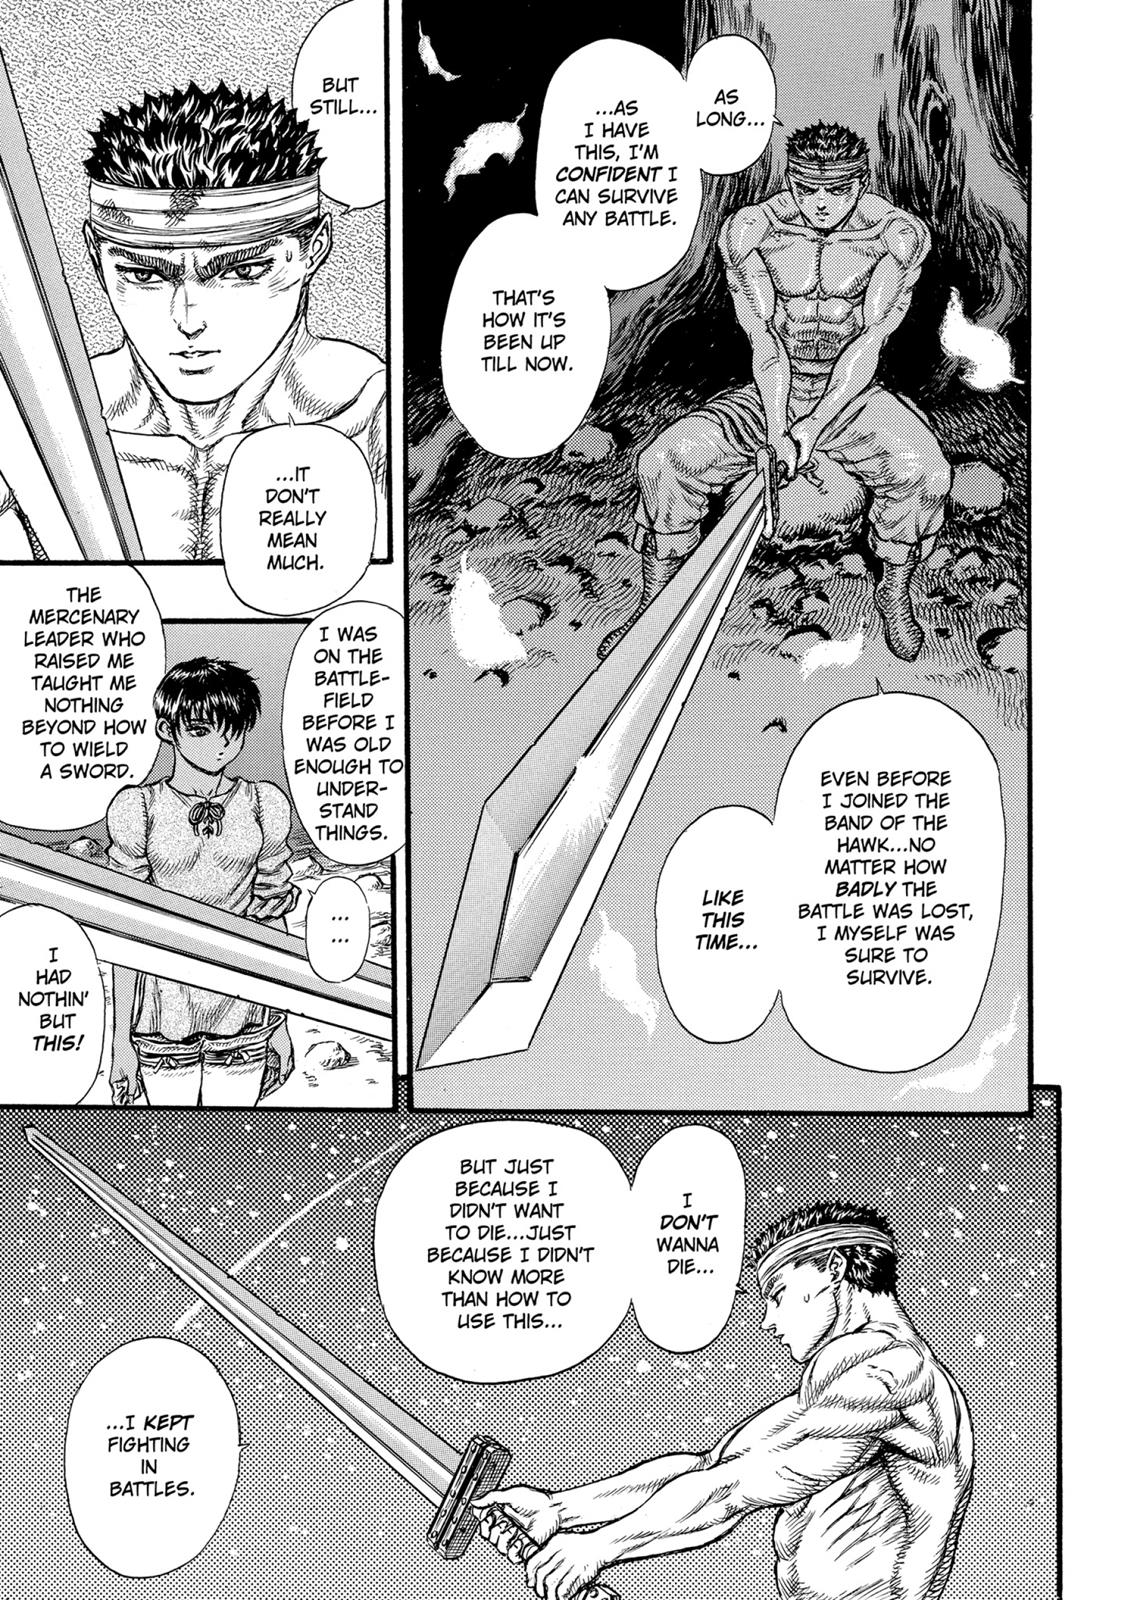 AS
LONG...
...AS
I HAVE
THIS, I'M
CONFIDENT I
CAN SURVIVE
ANY BATTLE.
THAT'S
HOW IT'S
BEEN UP
TILL NOW.
EVEN BEFORE
I JOINED THE
BAND OF THE
HAWK...NO
MATTER HOW
BADLY THE
BATTLE WAS LOST,
I MYSELF WAS
SURE TO
SURVIVE.
LIKE
THIS
TIME...
BUT
STILL...
...IT
DON'T
REALLY
MEAN
MUCH.
I WAS
ON THE
BATTLE-
FIELD
BEFORE I
WAS OLD
ENOUGH TO
UNDER-
STAND
THINGS.
THE
MERCENARY
LEADER WHO
RAISED ME
TAUGHT ME
NOTHING
BEYOND HOW
TO WIELD
A SWORD.
...
...
I
HAD
NOTHIN'
BUT
THIS!
I
DON'T
WANNA
DIE...
BUT JUST
BECAUSE I
DIDN'T WANT
TO DIE...JUST
BECAUSE I DIDN'T
KNOW MORE
THAN HOW TO
USE THIS...
...I KEPT
FIGHTING
IN
BATTLES.